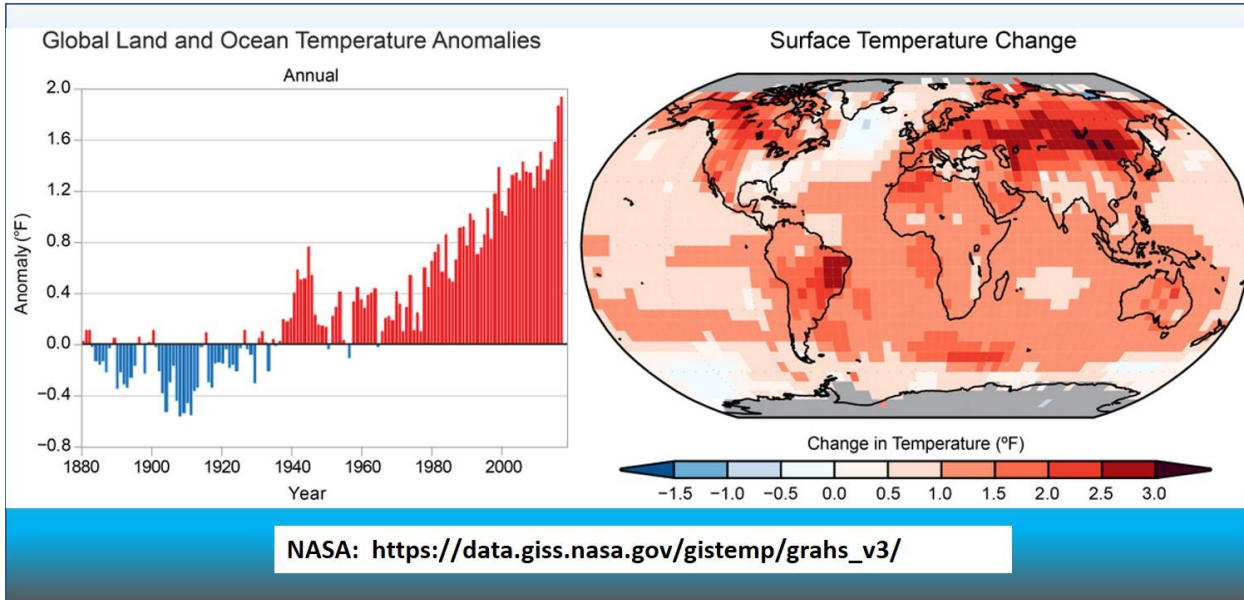 Global Land and Ocean Temperature Anomalies
Annual
Anomaly (°F)
2.0
1.6
1.2
0.8
0.4
0.0
−0.4
−0.8
1880 1900 1920 1940 1960 1980 2000
Year
Surface Temperature Change
Change in Temperature (ºF)
−1.5 −1.0 −0.5 0.0 0.5 1.0 1.5 2.0 2.5 3.0
NASA: https://data.giss.nasa.gov/gistemp/grahs_v3/